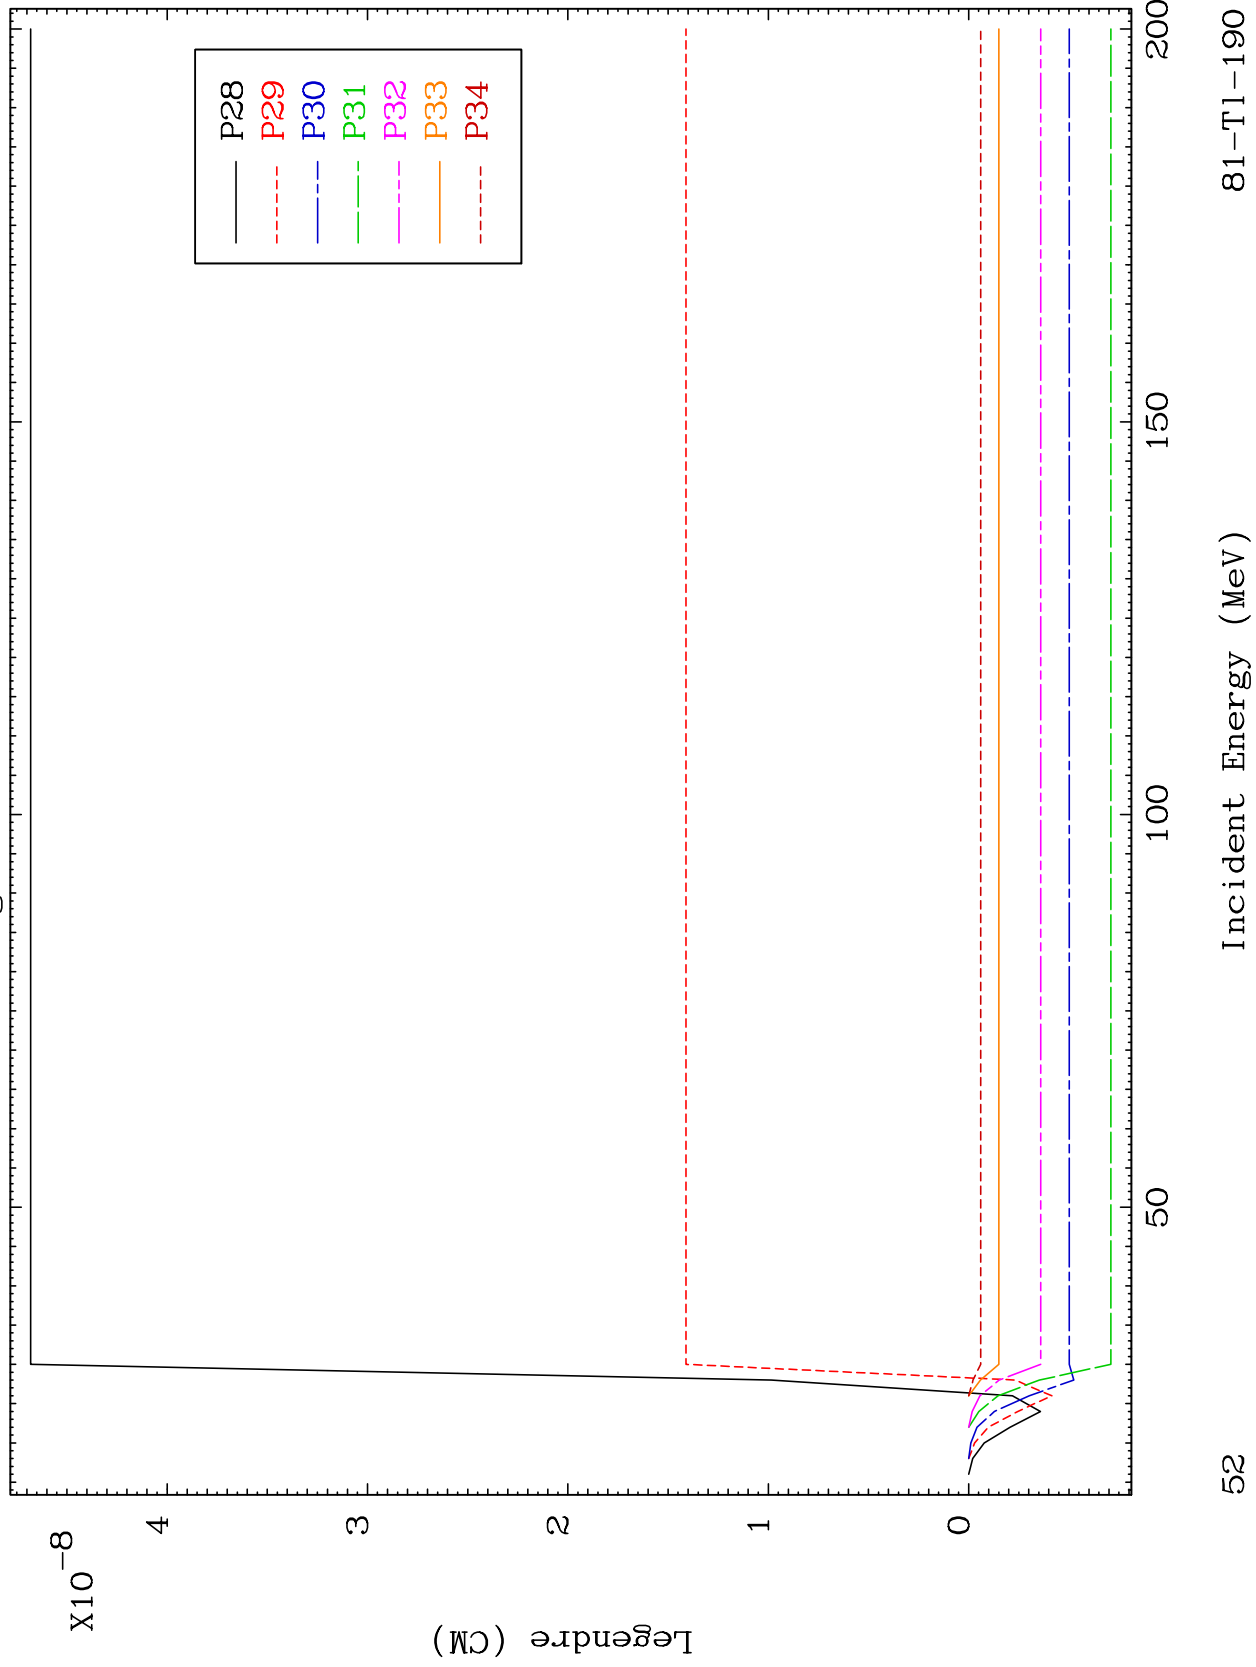 X10-8
4
3
2
1
0
Legendre (CM)
P28
P29
P30
P31
P32
P33
P34
50
100
150
200
Incident Energy (MeV)
52
81-Tl-190